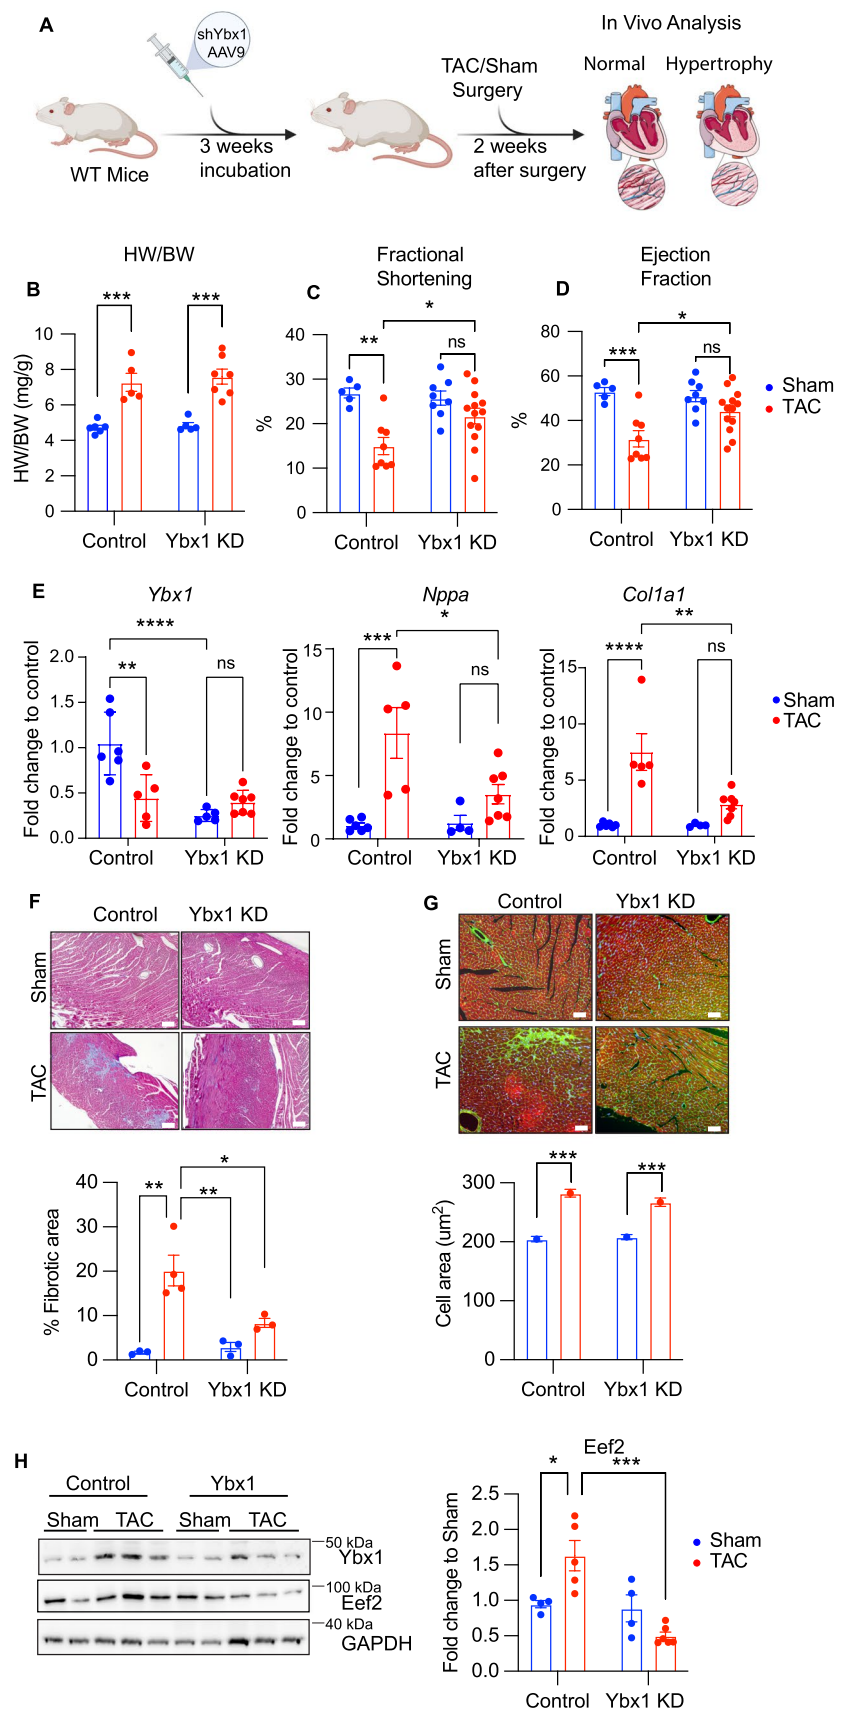 A
shYbx1
AAV9
WT Mice
3 weeks
incubation
TAC/Sham
Surgery
2 weeks
after surgery
In Vivo Analysis
Normal
Hypertrophy
B
HW/BW
***
***
HW/BW (mg/g)
10
8
6
4
2
0
Control
Ybx1 KD
C
Fractional
Shortening
*
**
ns
%
40
30
20
10
0
Control
Ybx1 KD
D
Ejection
Fraction
*
***
ns
%
80
60
40
20
0
Control
Ybx1 KD
Sham
TAC
E
Ybx1
****
**
ns
Fold change to control
2.0
1.5
1.0
0.5
0.0
Control
Ybx1 KD
Nppa
*
***
ns
Fold change to control
15
10
5
0
Control
Ybx1 KD
Col1a1
**
****
ns
Fold change to control
15
10
5
0
Control
Ybx1 KD
Sham
TAC
F
Control
Ybx1 KD
Sham
TAC
*
**
**
% Fibrotic area
40
30
20
10
0
Control
Ybx1 KD
G
Control
Ybx1 KD
Sham
TAC
***
***
Cell area (um2)
300
200
100
0
Control
Ybx1 KD
H
Control
Ybx1
Sham
TAC
Sham
TAC
50 kDa
Ybx1
100 kDa
Eef2
40 kDa
GAPDH
Eef2
*
***
Fold change to Sham
2.5
2.0
1.5
1.0
0.5
0.0
Control
Ybx1 KD
Sham
TAC